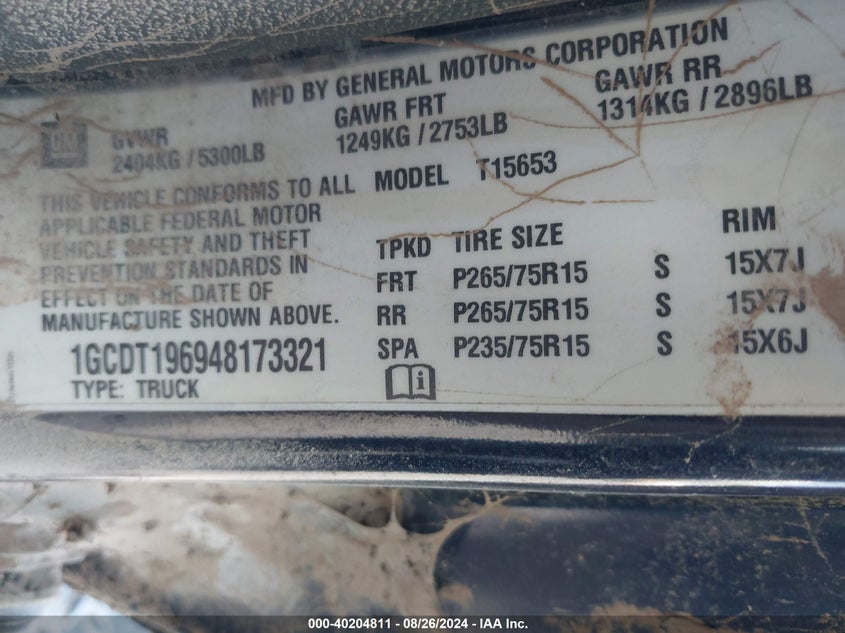 MFD BY GENERAL MOTORS CORPORATION
GM
GVWR
2404KG / 5300LB
GAWR FRT
1249KG / 2753LB
GAWR RR
1314KG / 2896LB
THIS VEHICLE CONFORMS TO ALL
APPLICABLE FEDERAL MOTOR
VEHICLE SAFETY AND THEFT
PREVENTION STANDARDS IN
EFFECT ON THE DATE OF
MANUFACTURE SHOWN ABOVE.
1GCDT196948173321
TYPE: TRUCK
MODEL T15653
TPKD TIRE SIZE RIM
FRT P265/75R15 S 15X7J
RR P265/75R15 S 15X7J
SPA P235/75R15 S 15X6J
000-40204811 - 08/26/2024 - IAA Inc.